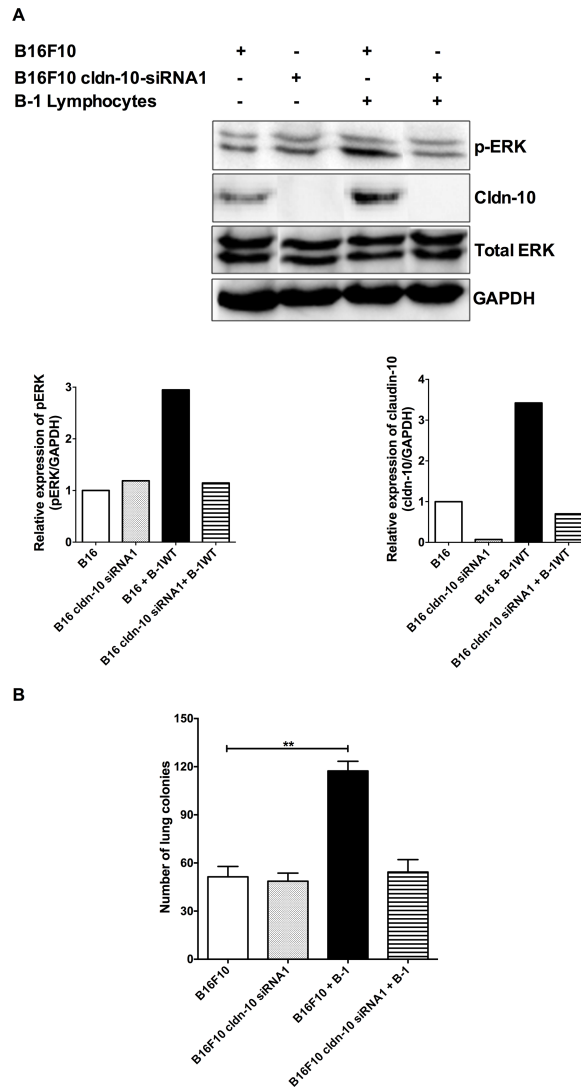 A
B16F10 + - + -
B16F10 cldn-10-siRNA1 - + - +
B-1 Lymphocytes - - + +
p-ERK
Cldn-10
Total ERK
GAPDH
Relative expression of pERK
(pERK/GAPDH)
3
2
1
0
B16
B16 cldn-10 siRNA1
B16 + B-1WT
B16 cldn-10 siRNA1 + B-1WT
Relative expression of claudin-10
(cldn-10/GAPDH)
4
3
2
1
0
B16
B16 cldn-10 siRNA1
B16 + B-1WT
B16 cldn-10 siRNA1 + B-1WT
B
Number of lung colonies
150
120
90
60
30
0
**
B16F10
B16F10 cldn-10 siRNA1
B16F10 + B-1
B16F10 cldn-10 siRNA1 + B-1